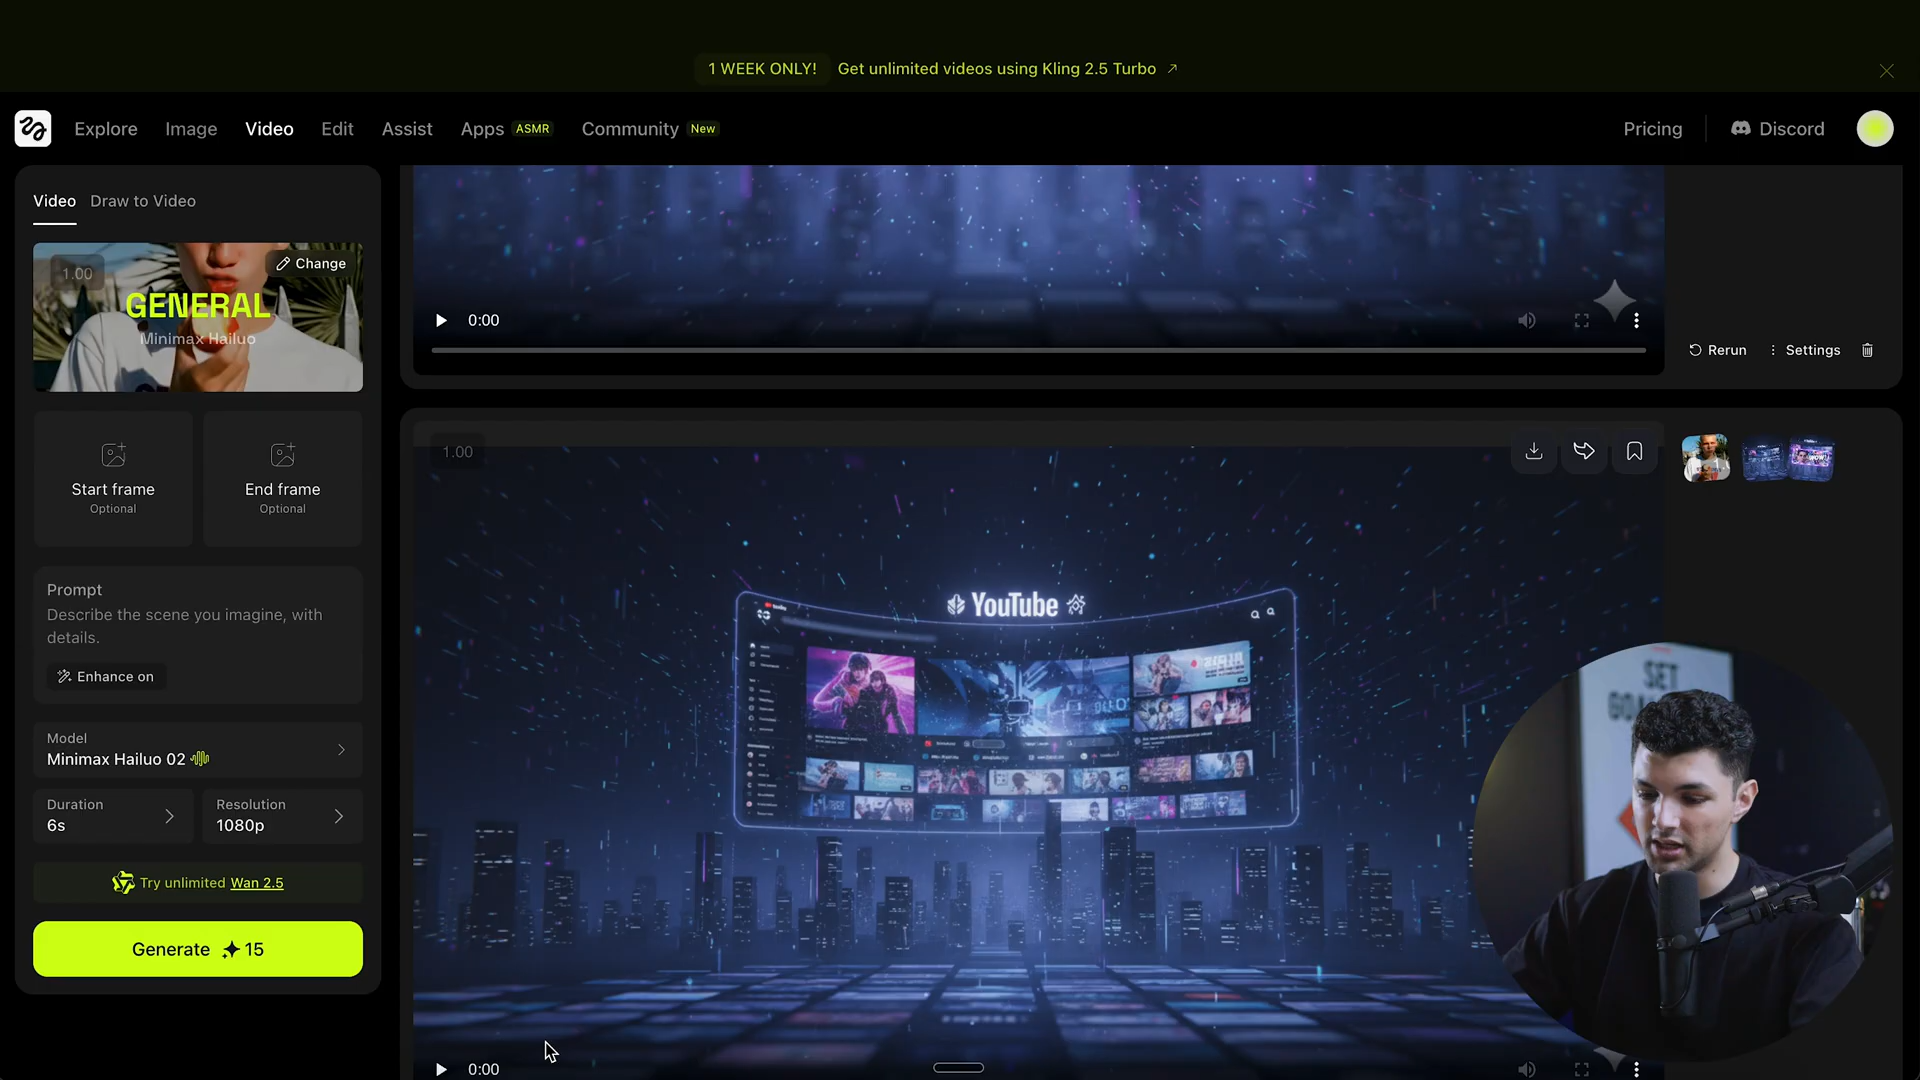 1 WEEK ONLY! Get unlimited videos using Kling 2.5 Turbo ↗
Explore Image Video Edit Assist Apps ASMR Community New Pricing Discord
Video Draw to Video
1.00
Change
GENERAL
Minimax Hailuo
Start frame
Optional
End frame
Optional
Prompt
Describe the scene you imagine, with
details.
Enhance on
Model
Minimax Hailuo 02
Duration
6s
Resolution
1080p
Try unlimited Wan 2.5
Generate 15
0:00
Rerun Settings
1.00
YouTube
SET
0:00